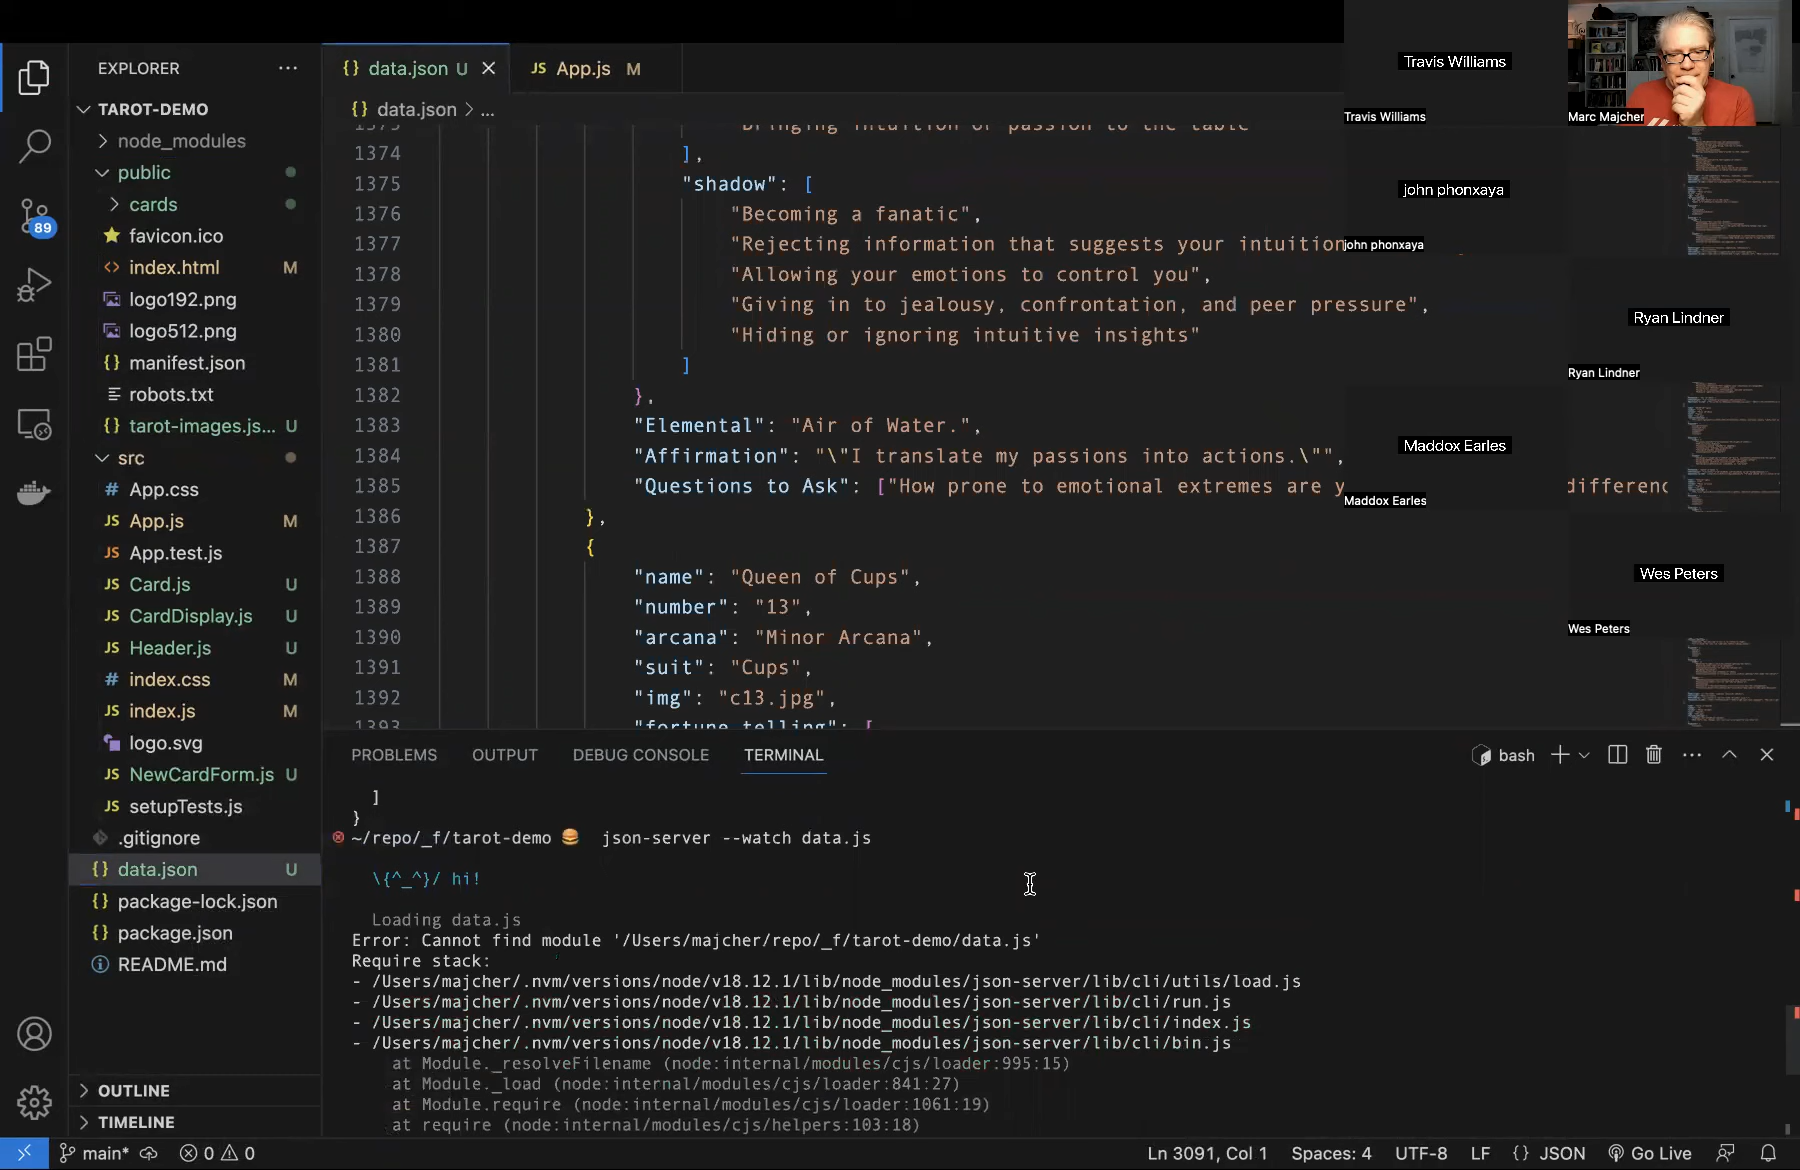 EXPLORER
TAROT-DEMO
node_modules
public
cards
favicon.ico
index.html M
logo192.png
logo512.png
manifest.json
robots.txt
tarot-images.js... U
src
App.css
App.js M
App.test.js
Card.js U
CardDisplay.js U
Header.js U
index.css M
index.js M
logo.svg
NewCardForm.js U
setupTests.js
.gitignore
data.json U
package-lock.json
package.json
README.md
OUTLINE
TIMELINE
89
data.json U
JS App.js M
{} data.json > ...
1373 "Bringing intuition or passion to the table"
1374 ],
1375 "shadow": [
1376 "Becoming a fanatic",
1377 "Rejecting information that suggests your intuition
1378 "Allowing your emotions to control you",
1379 "Giving in to jealousy, confrontation, and peer pressure",
1380 "Hiding or ignoring intuitive insights"
1381 ]
1382 },
1383 "Elemental": "Air of Water.",
1384 "Affirmation": "\"I translate my passions into actions.\"",
1385 "Questions to Ask": ["How prone to emotional extremes are y differenc
1386 },
1387 {
1388 "name": "Queen of Cups",
1389 "number": "13",
1390 "arcana": "Minor Arcana",
1391 "suit": "Cups",
1392 "img": "c13.jpg",
1393 "fortune_telling": [
Travis Williams
Travis Williams
Marc Majcher
john phonxaya
john phonxaya
Ryan Lindner
Ryan Lindner
Maddox Earles
Maddox Earles
Wes Peters
Wes Peters
PROBLEMS OUTPUT DEBUG CONSOLE TERMINAL
bash
]
}
~/repo/_f/tarot-demo 🍔 json-server --watch data.js
\{^_^}/ hi!
Loading data.js
Error: Cannot find module '/Users/majcher/repo/_f/tarot-demo/data.js'
Require stack:
- /Users/majcher/.nvm/versions/node/v18.12.1/lib/node_modules/json-server/lib/cli/utils/load.js
- /Users/majcher/.nvm/versions/node/v18.12.1/lib/node_modules/json-server/lib/cli/run.js
- /Users/majcher/.nvm/versions/node/v18.12.1/lib/node_modules/json-server/lib/cli/index.js
- /Users/majcher/.nvm/versions/node/v18.12.1/lib/node_modules/json-server/lib/cli/bin.js
at Module._resolveFilename (node:internal/modules/cjs/loader:995:15)
at Module._load (node:internal/modules/cjs/loader:841:27)
at Module.require (node:internal/modules/cjs/loader:1061:19)
at require (node:internal/modules/cjs/helpers:103:18)
main* 0 0 Ln 3091, Col 1 Spaces: 4 UTF-8 LF {} JSON Go Live